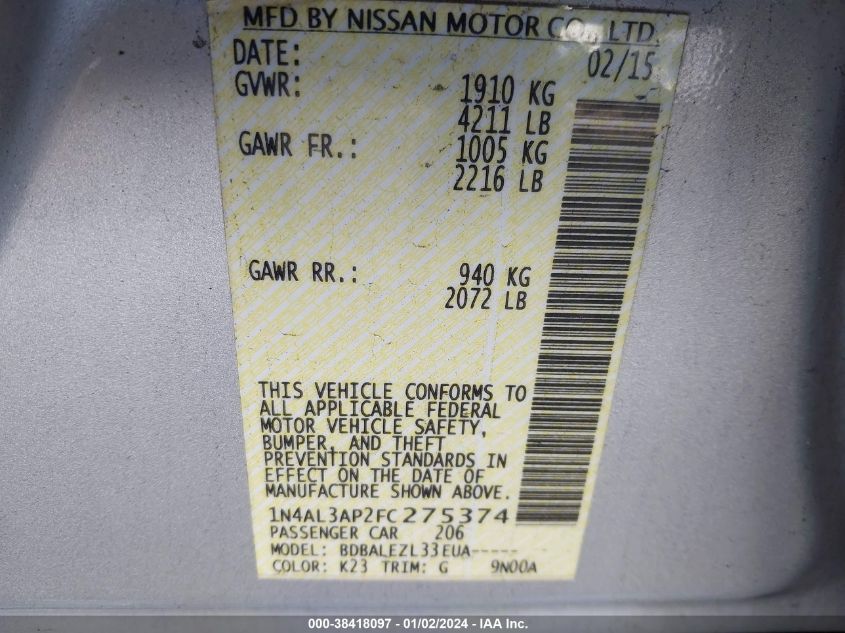 MFD BY NISSAN MOTOR CO., LTD.
DATE: 02/15
GVWR: 1910 KG
4211 LB
GAWR FR.: 1005 KG
2216 LB
GAWR RR.: 940 KG
2072 LB
THIS VEHICLE CONFORMS TO
ALL APPLICABLE FEDERAL
MOTOR VEHICLE SAFETY,
BUMPER, AND THEFT
PREVENTION STANDARDS IN
EFFECT ON THE DATE OF
MANUFACTURE SHOWN ABOVE.
1N4AL3AP2FC275374
PASSENGER CAR 206
MODEL: BDBALEZL33EUA-----
COLOR: K23 TRIM: G 9N00A
000-38418097 - 01/02/2024 - IAA Inc.